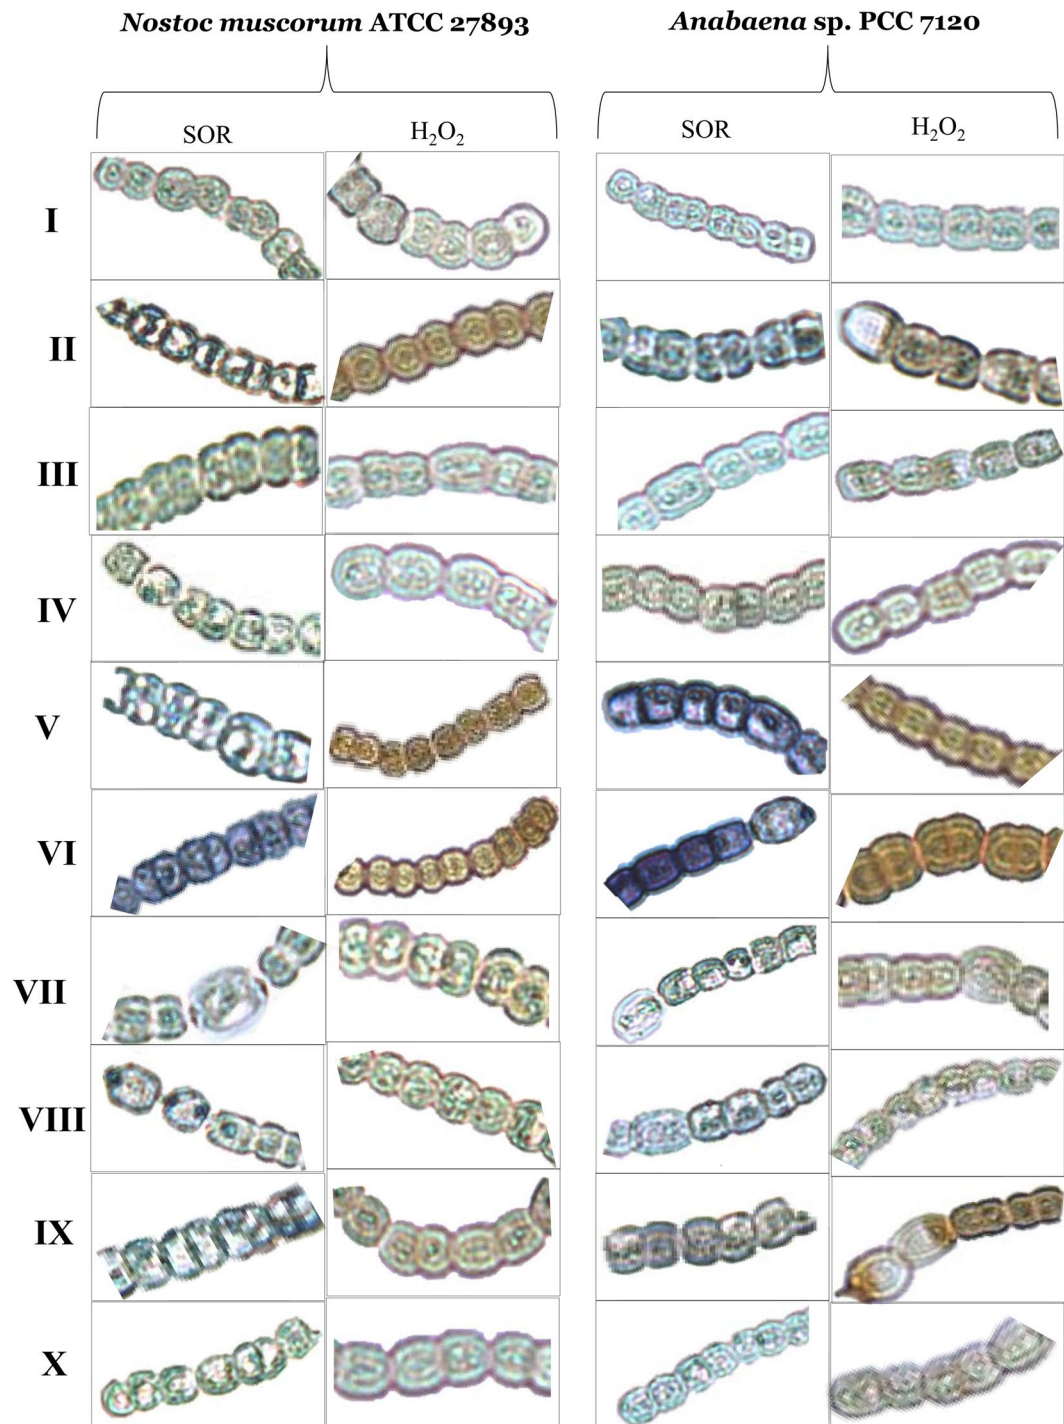 Nostoc muscorum ATCC 27893 Anabaena sp. PCC 7120
SOR H₂O₂ SOR H₂O₂
I
II
III
IV
V
VI
VII
VIII
IX
X